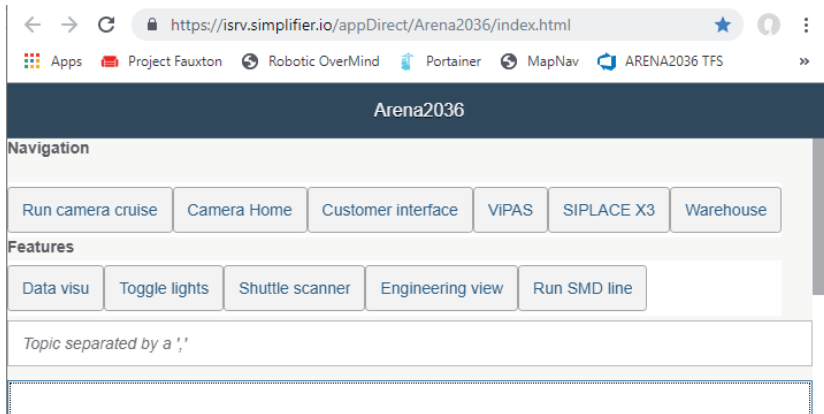 https://isrv.simplifier.io/appDirect/Arena2036/index.html
Apps Project Fauxton Robotic OverMind Portainer MapNav ARENA2036 TFS »
Arena2036
Navigation
Run camera cruise Camera Home Customer interface ViPAS SIPLACE X3 Warehouse
Features
Data visu Toggle lights Shuttle scanner Engineering view Run SMD line
Topic separated by a ','